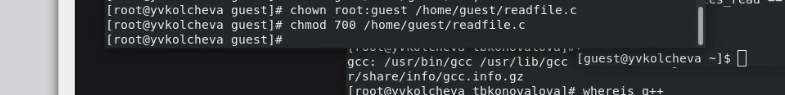 [root@yvkolcheva guest]# chown root:guest /home/guest/readfile.c
[root@yvkolcheva guest]# chmod 700 /home/guest/readfile.c
[root@yvkolcheva guest]#
[guest@yvkolcheva ~]$
gcc: /usr/bin/gcc /usr/lib/gcc
r/share/info/gcc.info.gz
[root@yvkolcheva tbkonovalova]# whereis g++